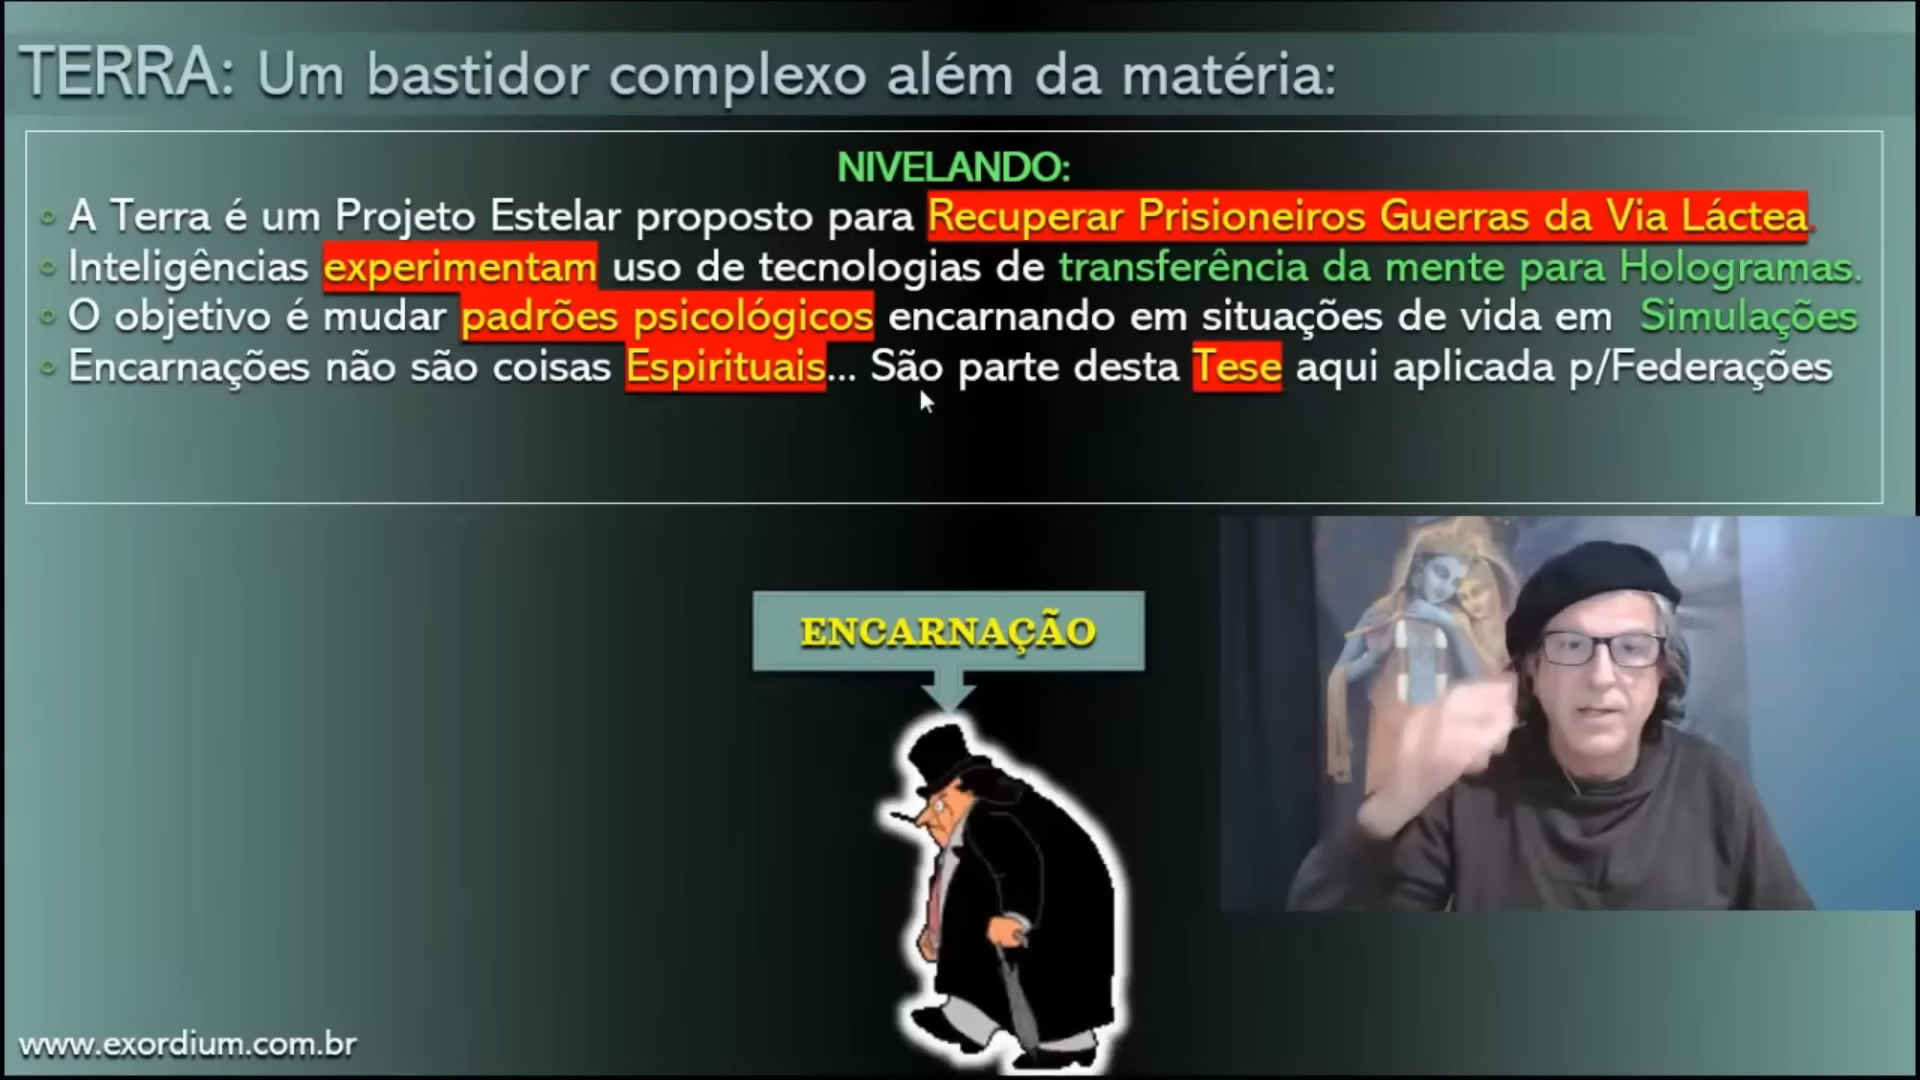 TERRA: Um bastidor complexo além da matéria:
NIVELANDO:
A Terra é um Projeto Estelar proposto para Recuperar Prisioneiros Guerras da Via Láctea.
Inteligências experimentam uso de tecnologias de transferência da mente para Hologramas.
O objetivo é mudar padrões psicológicos encarnando em situações de vida em Simulações
Encarnações não são coisas Espirituais... São parte desta Tese aqui aplicada p/Federações
ENCARNAÇÃO
www.exordium.com.br